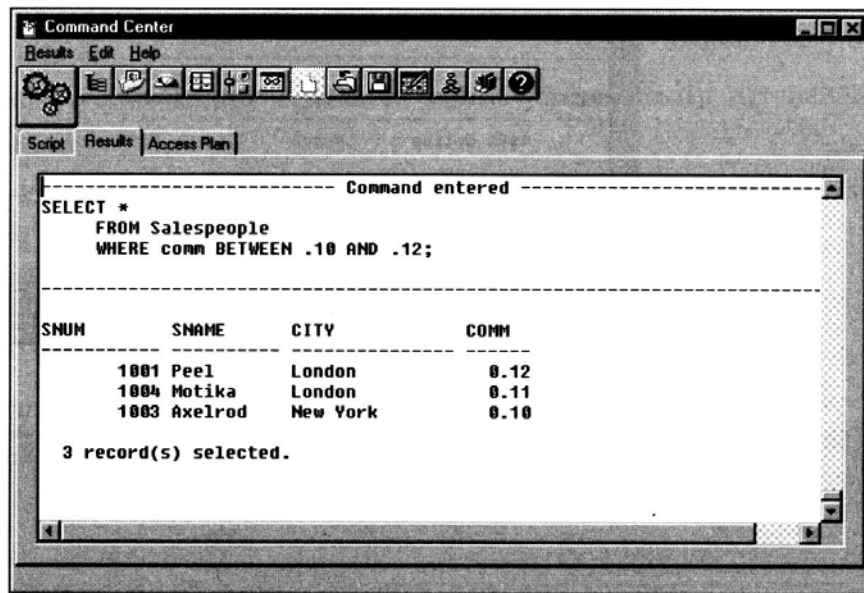 Command Center
Results Edit Help
Script Results Access Plan
------------------------------ Command entered ------------------------------
SELECT *
FROM Salespeople
WHERE comm BETWEEN .10 AND .12;
------------------------------------------------------------------------------
SNUM SNAME CITY COMM
----------- ---------- --------------- ------
1001 Peel London 0.12
1004 Motika London 0.11
1003 Axelrod New York 0.10
3 record(s) selected.